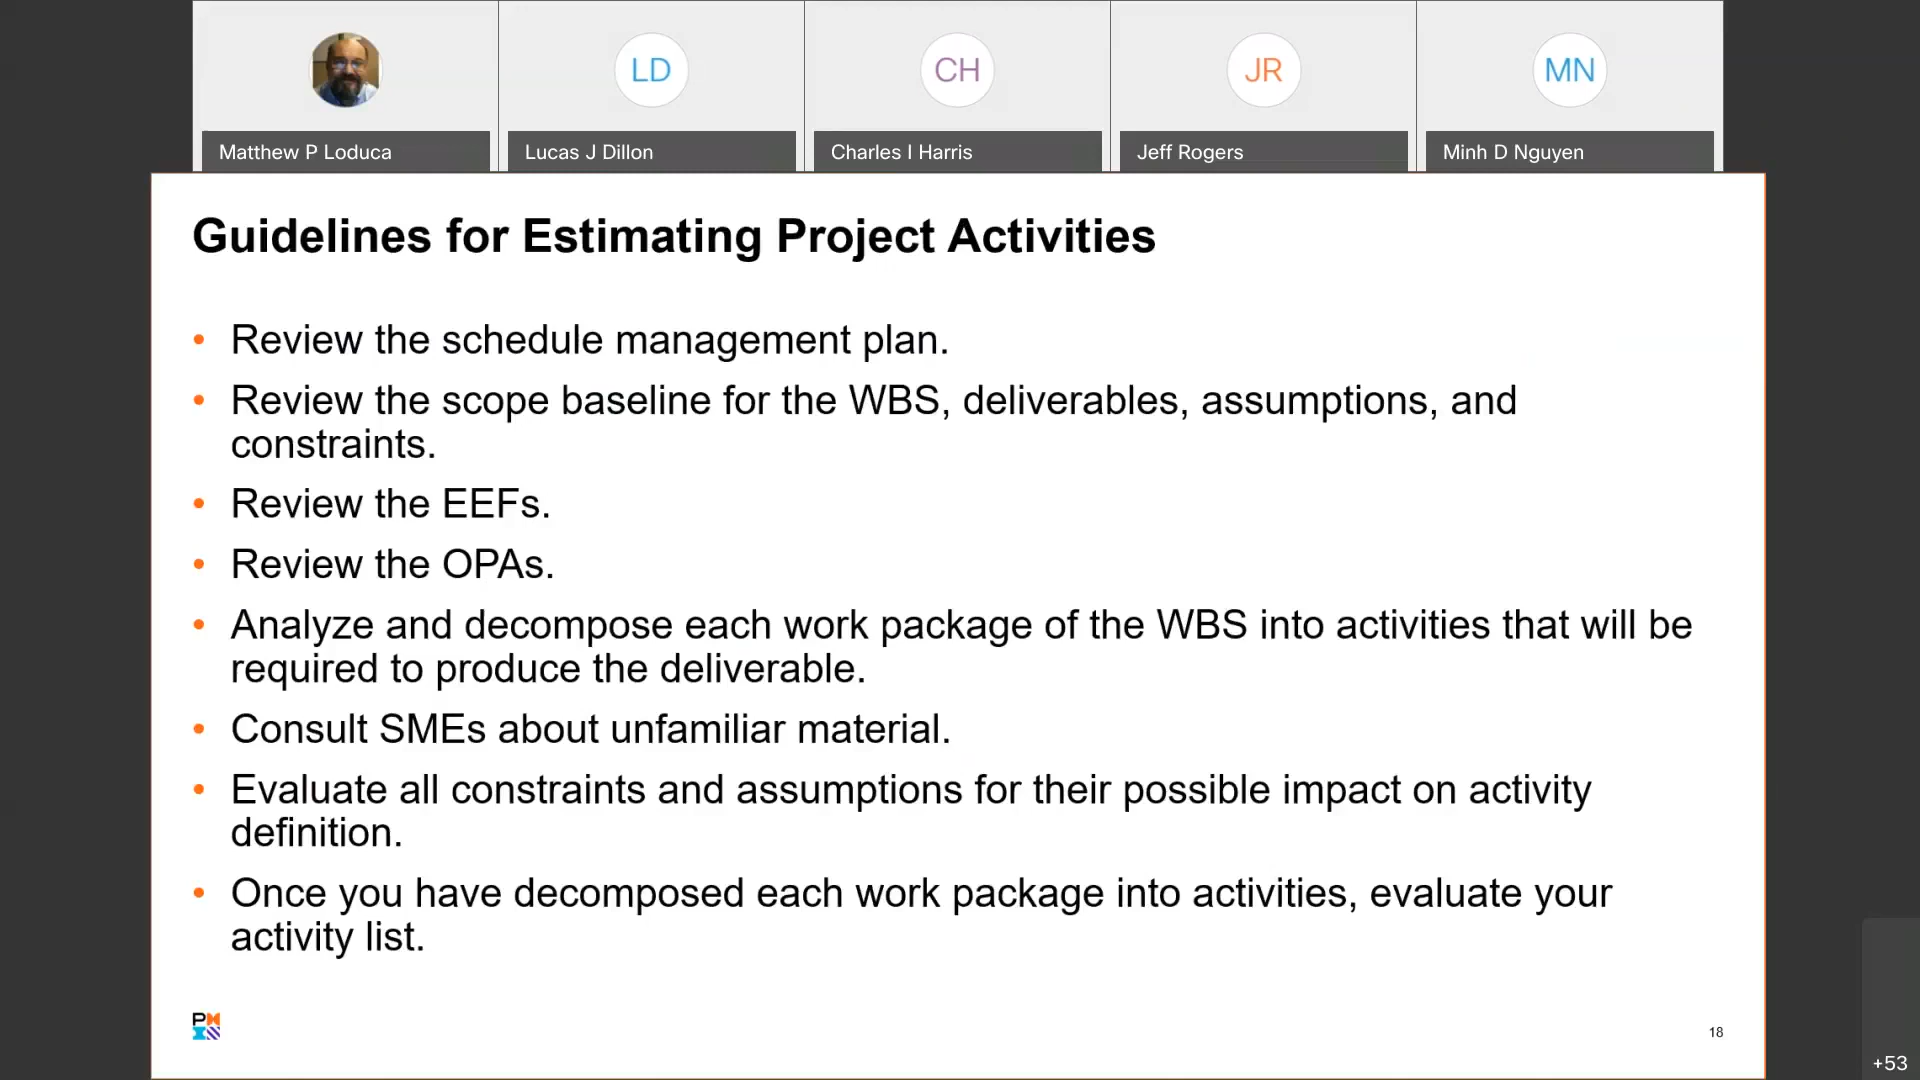 LD
CH
JR
MN
Matthew P Loduca
Lucas J Dillon
Charles I Harris
Jeff Rogers
Minh D Nguyen
Guidelines for Estimating Project Activities
• Review the schedule management plan.
• Review the scope baseline for the WBS, deliverables, assumptions, and
constraints.
• Review the EEFs.
• Review the OPAs.
• Analyze and decompose each work package of the WBS into activities that will be
required to produce the deliverable.
• Consult SMEs about unfamiliar material.
• Evaluate all constraints and assumptions for their possible impact on activity
definition.
• Once you have decomposed each work package into activities, evaluate your
activity list.
18
+53